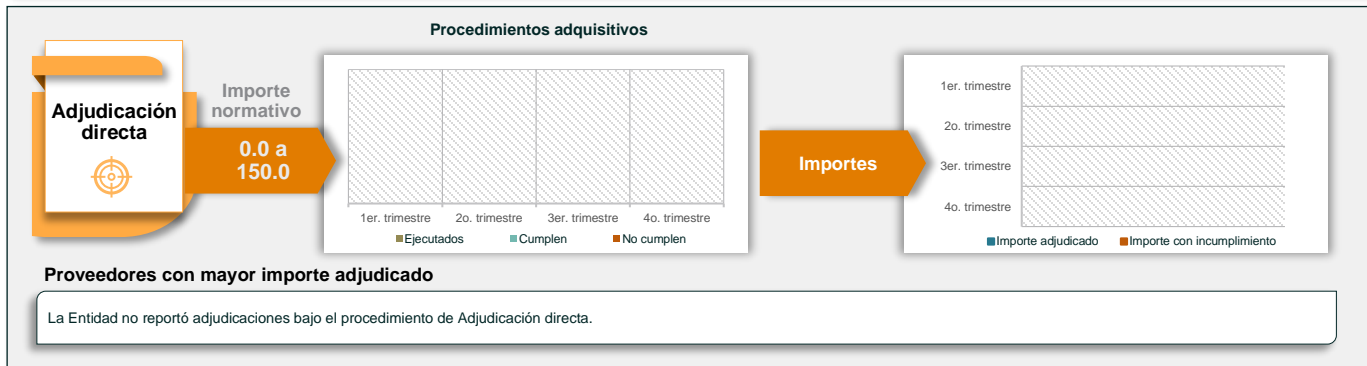 Procedimientos adquisitivos
Adjudicación
directa
Importe
normativo
0.0 a
150.0
1er. trimestre
2o. trimestre
3er. trimestre
4o. trimestre
Ejecutados
Cumplen
No cumplen
Importes
1er. trimestre
2o. trimestre
3er. trimestre
4o. trimestre
Importe adjudicado
Importe con incumplimiento
Proveedores con mayor importe adjudicado
La Entidad no reportó adjudicaciones bajo el procedimiento de Adjudicación directa.